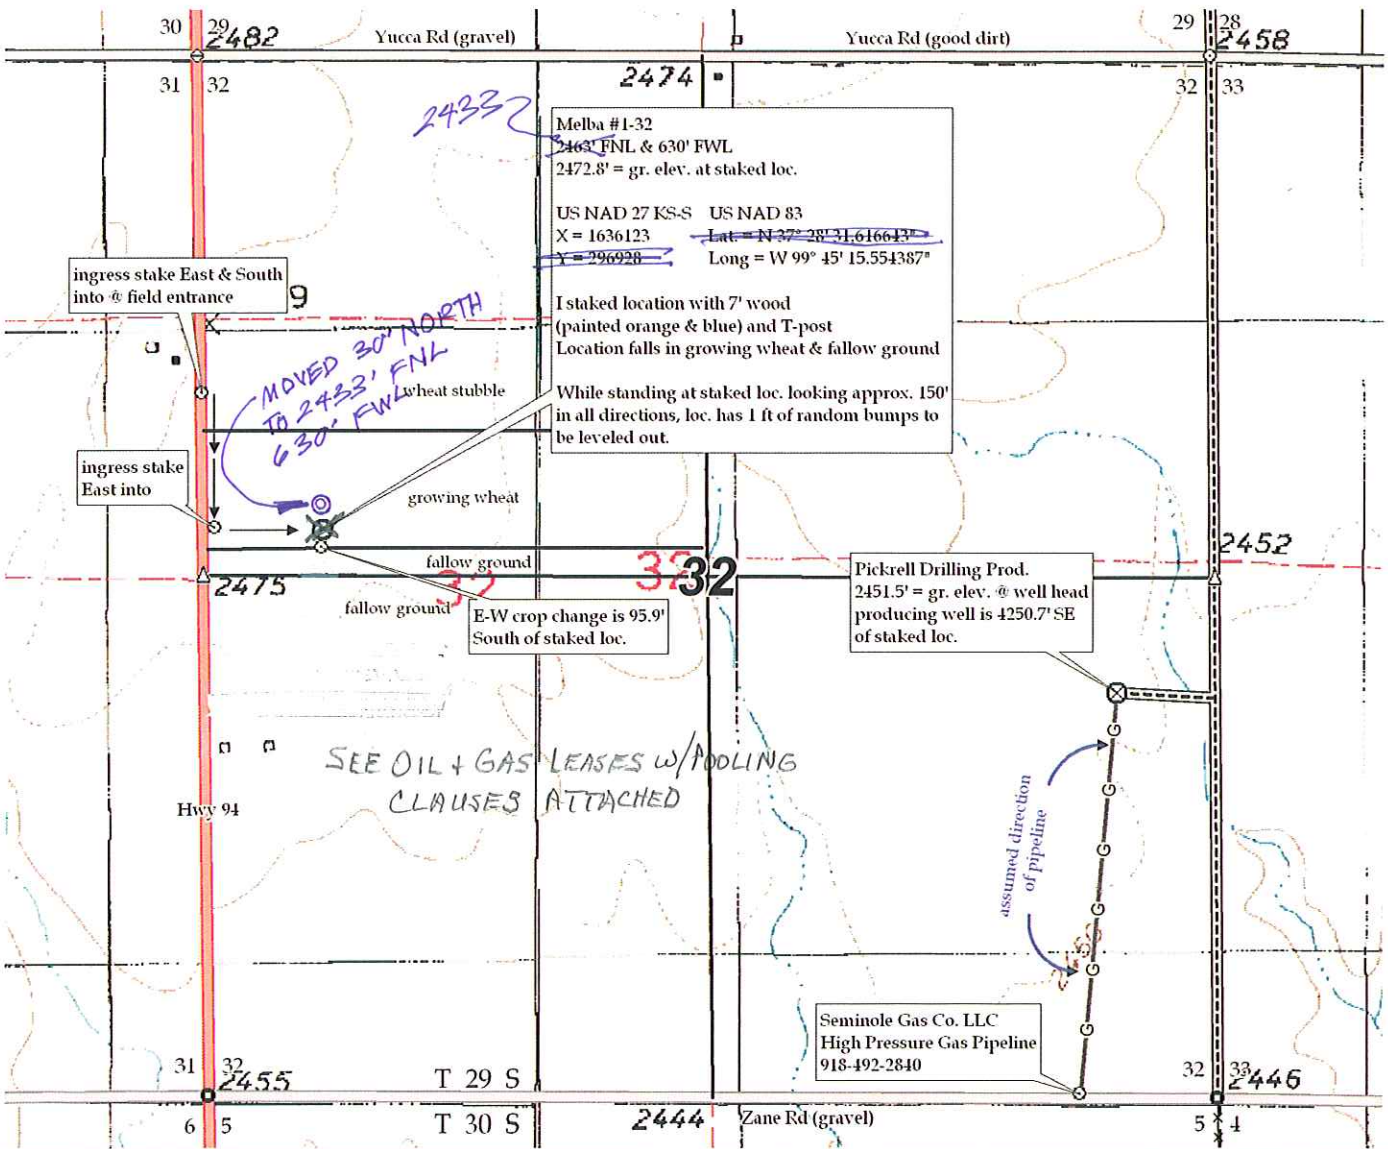 30 29
2482
Yucca Rd (gravel)
Yucca Rd (good dirt)
29 28
2458
31 32
2474
32 33
2433
Melba #1-32
2463' FNL & 630' FWL
2472.8' = gr. elev. at staked loc.
US NAD 27 KS-S US NAD 83
X = 1636123 Lat. = N 37° 28' 31.616643"
Y = 296928 Long = W 99° 45' 15.554387"
I staked location with 7' wood
(painted orange & blue) and T-post
Location falls in growing wheat & fallow ground
While standing at staked loc. looking approx. 150'
in all directions, loc. has 1 ft of random bumps to
be leveled out.
ingress stake East & South
into @ field entrance
9
MOVED 30' NORTH
TO 2433' FNL
630' FWL
wheat stubble
ingress stake
East into
growing wheat
fallow ground
32
32
2452
2475
fallow ground
E-W crop change is 95.9'
South of staked loc.
Pickrell Drilling Prod.
2451.5' = gr. elev. @ well head
producing well is 4250.7' SE
of staked loc.
SEE OIL & GAS LEASES W/POOLING
CLAUSES ATTACHED
Hwy 94
G
G
G
G
G
G
assumed direction
of pipeline
Seminole Gas Co. LLC
High Pressure Gas Pipeline
918-492-2840
31 32
2455
T 29 S
32 33
2446
6 5
T 30 S
2444
Zane Rd (gravel)
5 4